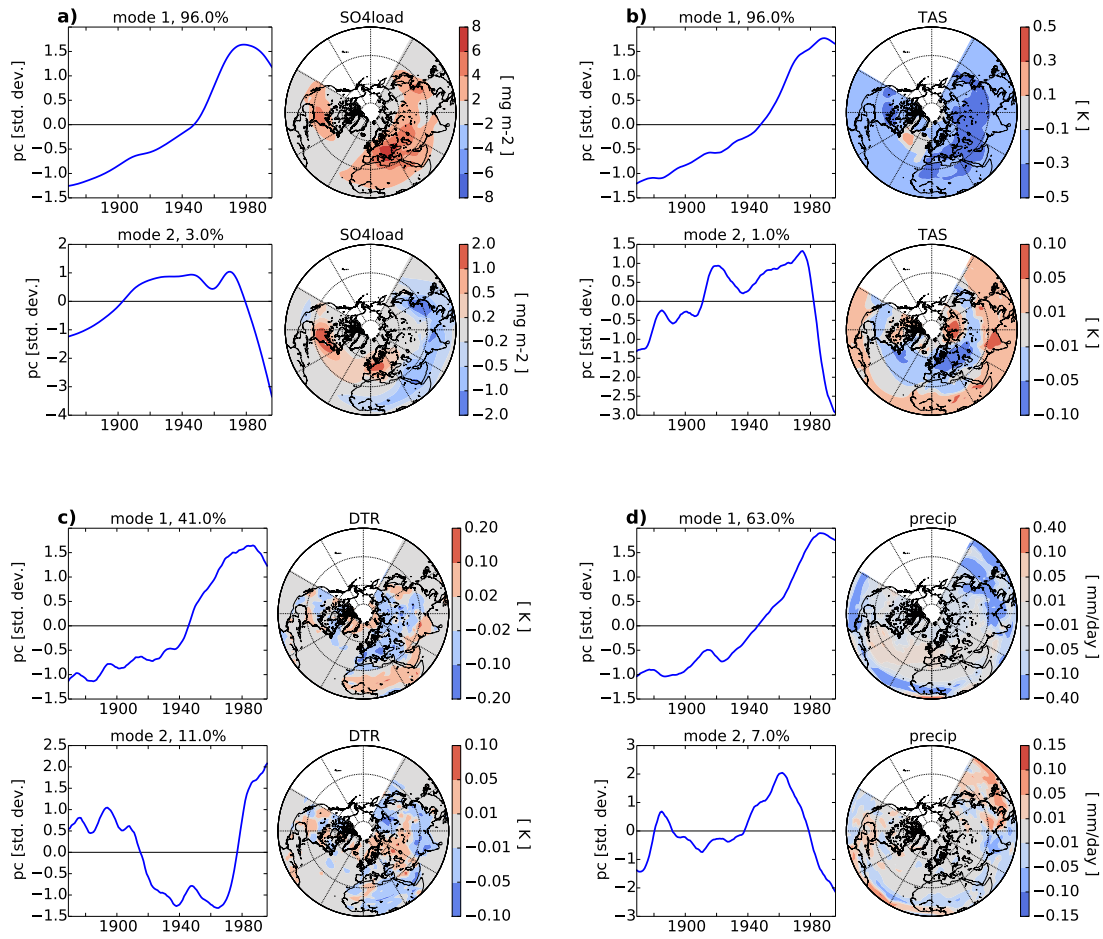 a)
mode 1, 96.0%
SO4load
pc [std. dev.]
1.5
1.0
0.5
0.0
−0.5
−1.0
−1.5
1900 1940 1980
8
6
4
2
−2
−4
−6
−8
[ mg m-2 ]
b)
mode 1, 96.0%
TAS
pc [std. dev.]
1.5
1.0
0.5
0.0
−0.5
−1.0
−1.5
1900 1940 1980
0.5
0.3
0.1
−0.1
−0.3
−0.5
[ K ]
mode 2, 3.0%
SO4load
pc [std. dev.]
2
1
0
−1
−2
−3
−4
1900 1940 1980
2.0
1.0
0.5
0.2
−0.2
−0.5
−1.0
−2.0
[ mg m-2 ]
mode 2, 1.0%
TAS
pc [std. dev.]
1.5
1.0
0.5
0.0
−0.5
−1.0
−1.5
−2.0
−2.5
−3.0
1900 1940 1980
0.10
0.05
0.01
−0.01
−0.05
−0.10
[ K ]
c)
mode 1, 41.0%
DTR
pc [std. dev.]
2.0
1.5
1.0
0.5
0.0
−0.5
−1.0
−1.5
1900 1940 1980
0.20
0.10
0.02
−0.02
−0.10
−0.20
[ K ]
d)
mode 1, 63.0%
precip
pc [std. dev.]
2.0
1.5
1.0
0.5
0.0
−0.5
−1.0
−1.5
1900 1940 1980
0.40
0.10
0.05
0.01
−0.01
−0.05
−0.10
−0.40
[ mm/day ]
mode 2, 11.0%
DTR
pc [std. dev.]
2.5
2.0
1.5
1.0
0.5
0.0
−0.5
−1.0
−1.5
1900 1940 1980
0.10
0.05
0.01
−0.01
−0.05
−0.10
[ K ]
mode 2, 7.0%
precip
pc [std. dev.]
3
2
1
0
−1
−2
−3
1900 1940 1980
0.15
0.10
0.05
0.01
−0.01
−0.05
−0.10
−0.15
[ mm/day ]